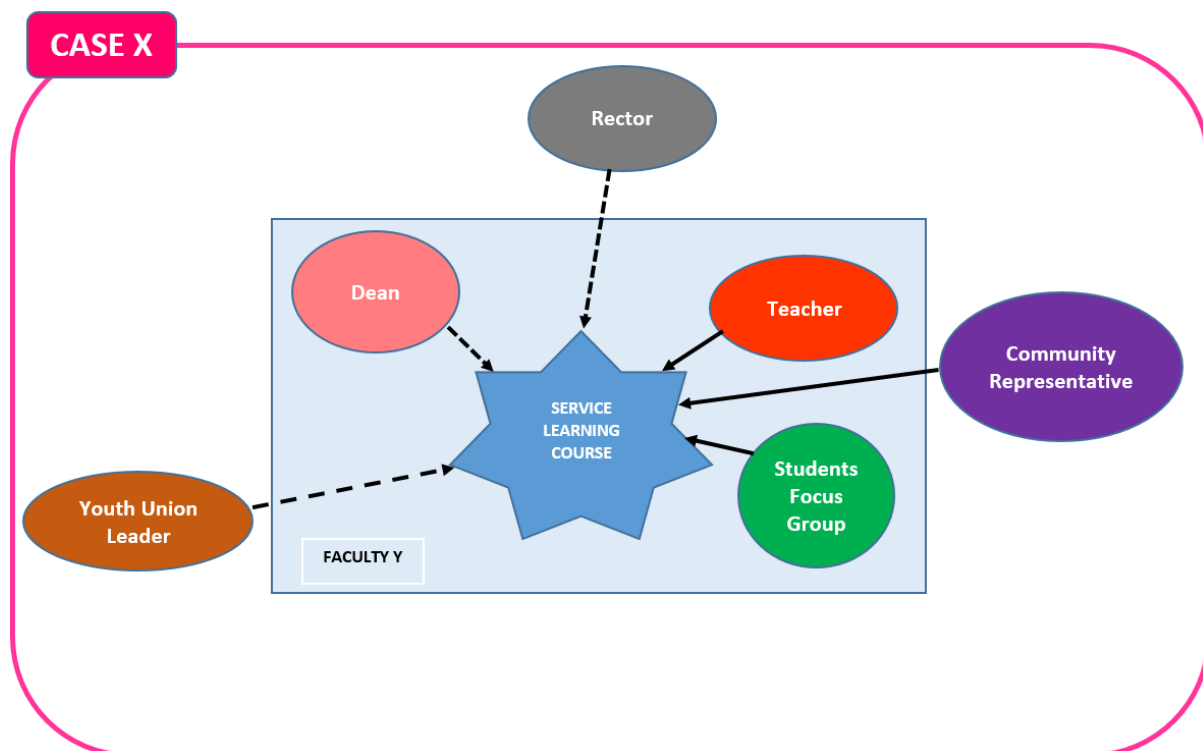 CASE X
Rector
Dean
Teacher
Community
Representative
SERVICE
LEARNING
COURSE
Students
Focus
Group
Youth Union
Leader
FACULTY Y